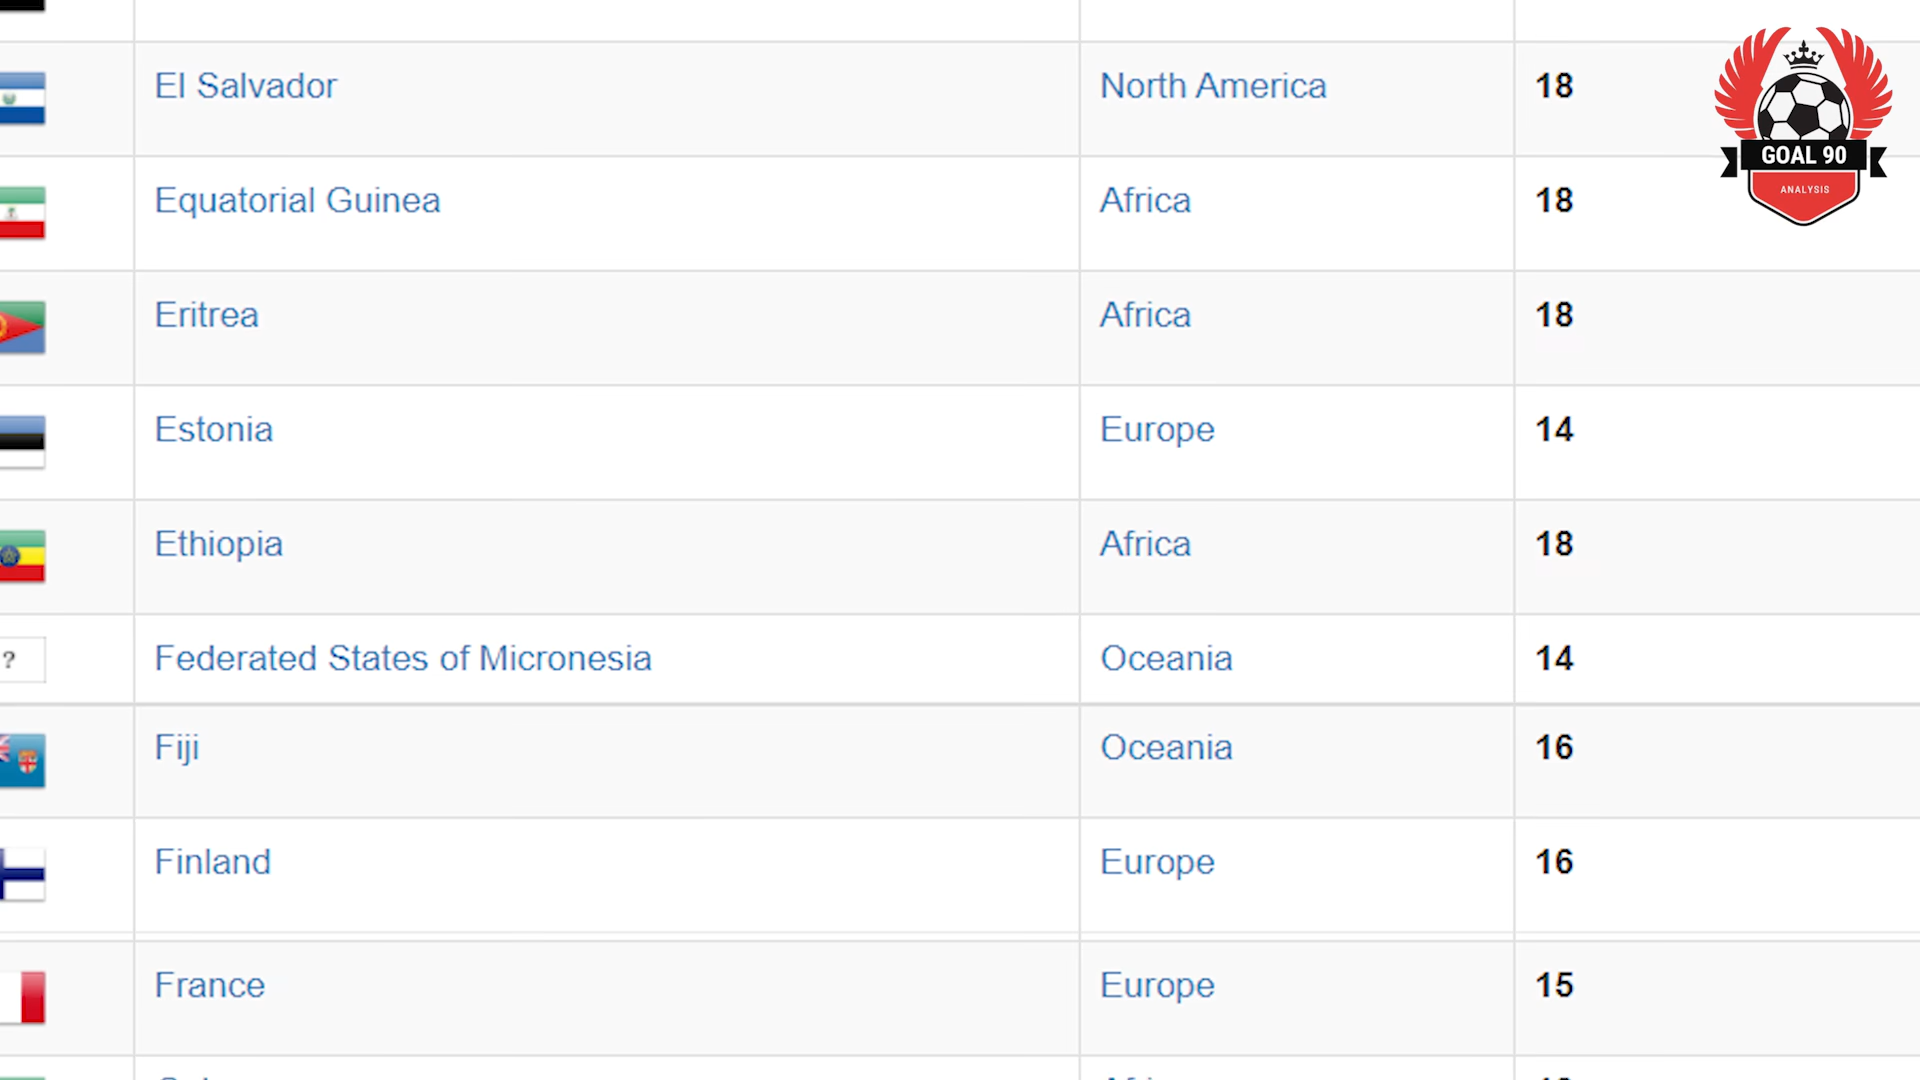 El Salvador North America 18
Equatorial Guinea Africa 18
Eritrea Africa 18
Estonia Europe 14
Ethiopia Africa 18
? Federated States of Micronesia Oceania 14
Fiji Oceania 16
Finland Europe 16
France Europe 15
GOAL 90
ANALYSIS